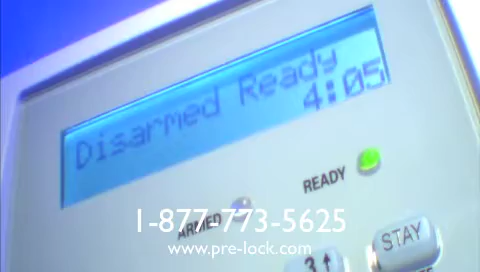 Disarmed Ready
4:05
READY
ARMED
1-877-773-5625
STAY
www.pre-lock.com
3